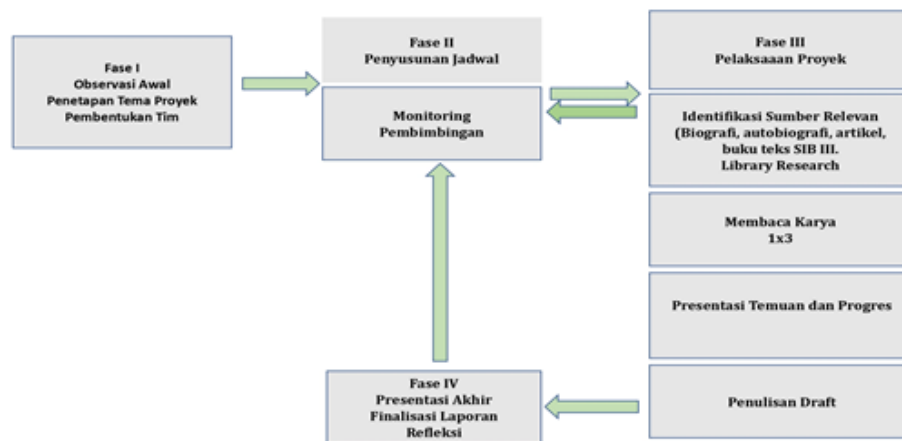 Fase I
Observasi Awal
Penetapan Tema Proyek
Pembentukan Tim
Fase II
Penyusunan Jadwal
Monitoring
Pembimbingan
Fase III
Pelaksaaan Proyek
Identifikasi Sumber Relevan
(Biografi, autobiografi, artikel,
buku teks SIB III.
Library Research
Membaca Karya
1x3
Presentasi Temuan dan Progres
Penulisan Draft
Fase IV
Presentasi Akhir
Finalisasi Laporan
Refleksi